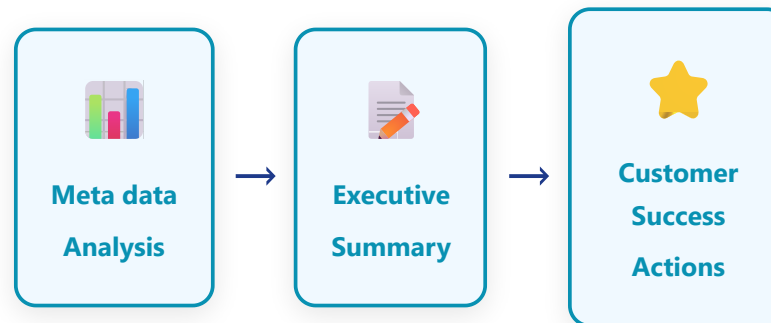 Meta data
Analysis
Executive
Summary
Customer
Success
Actions